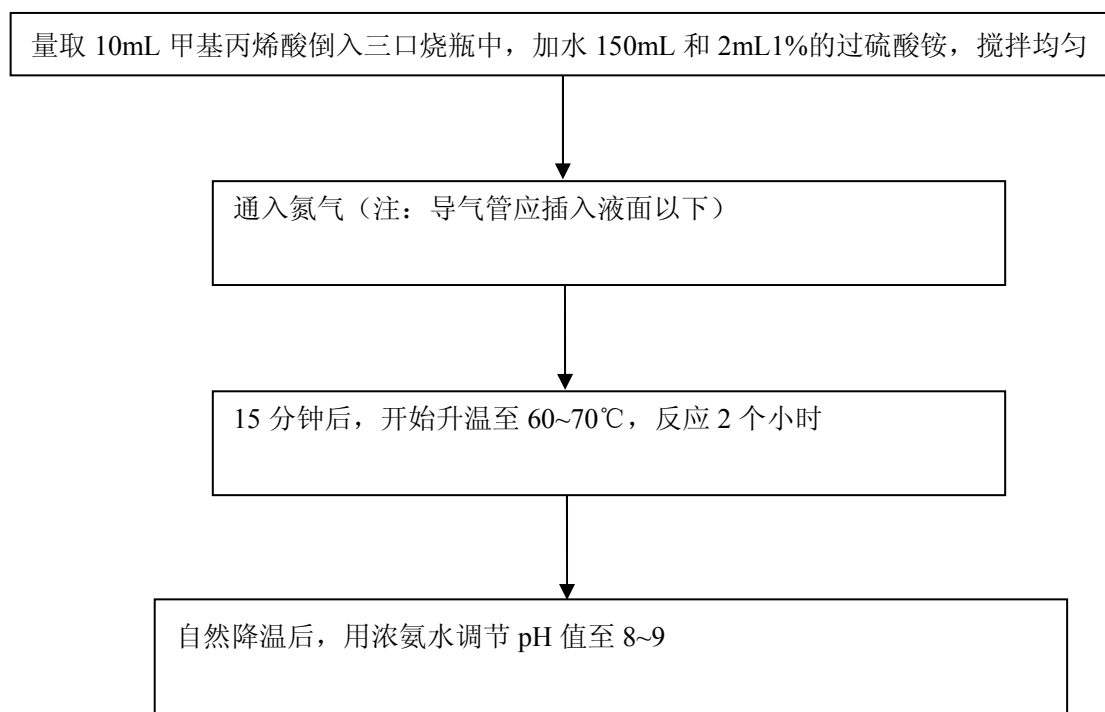 量取 10mL 甲基丙烯酸倒入三口烧瓶中，加水 150mL 和 2mL1%的过硫酸铵，搅拌均匀
通入氮气（注：导气管应插入液面以下）
15 分钟后，开始升温至 60~70℃，反应 2 个小时
自然降温后，用浓氨水调节 pH 值至 8~9